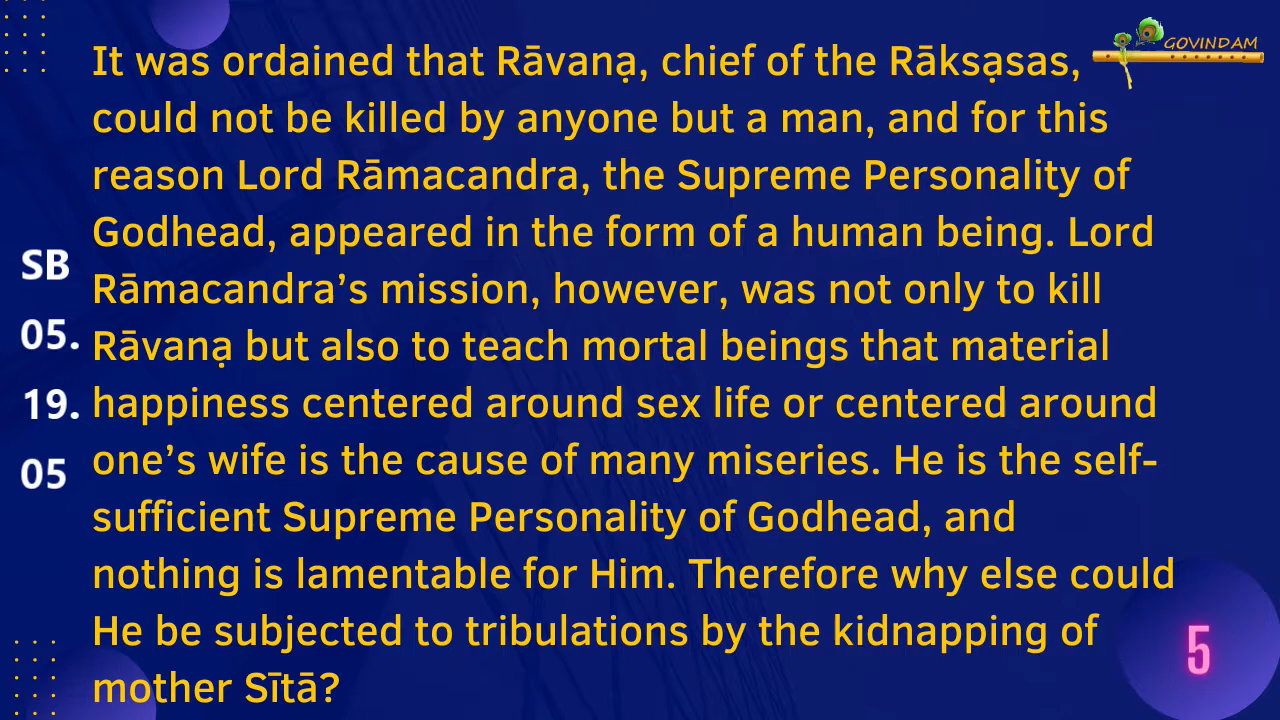 It was ordained that Rāvanạ, chief of the Rāksạsas,
could not be killed by anyone but a man, and for this
reason Lord Rāmacandra, the Supreme Personality of
Godhead, appeared in the form of a human being. Lord
Rāmacandra’s mission, however, was not only to kill
Rāvanạ but also to teach mortal beings that material
happiness centered around sex life or centered around
one’s wife is the cause of many miseries. He is the self-
sufficient Supreme Personality of Godhead, and
nothing is lamentable for Him. Therefore why else could
He be subjected to tribulations by the kidnapping of
mother Sītā?
SB
05.
19.
05
GOVINDAM
5